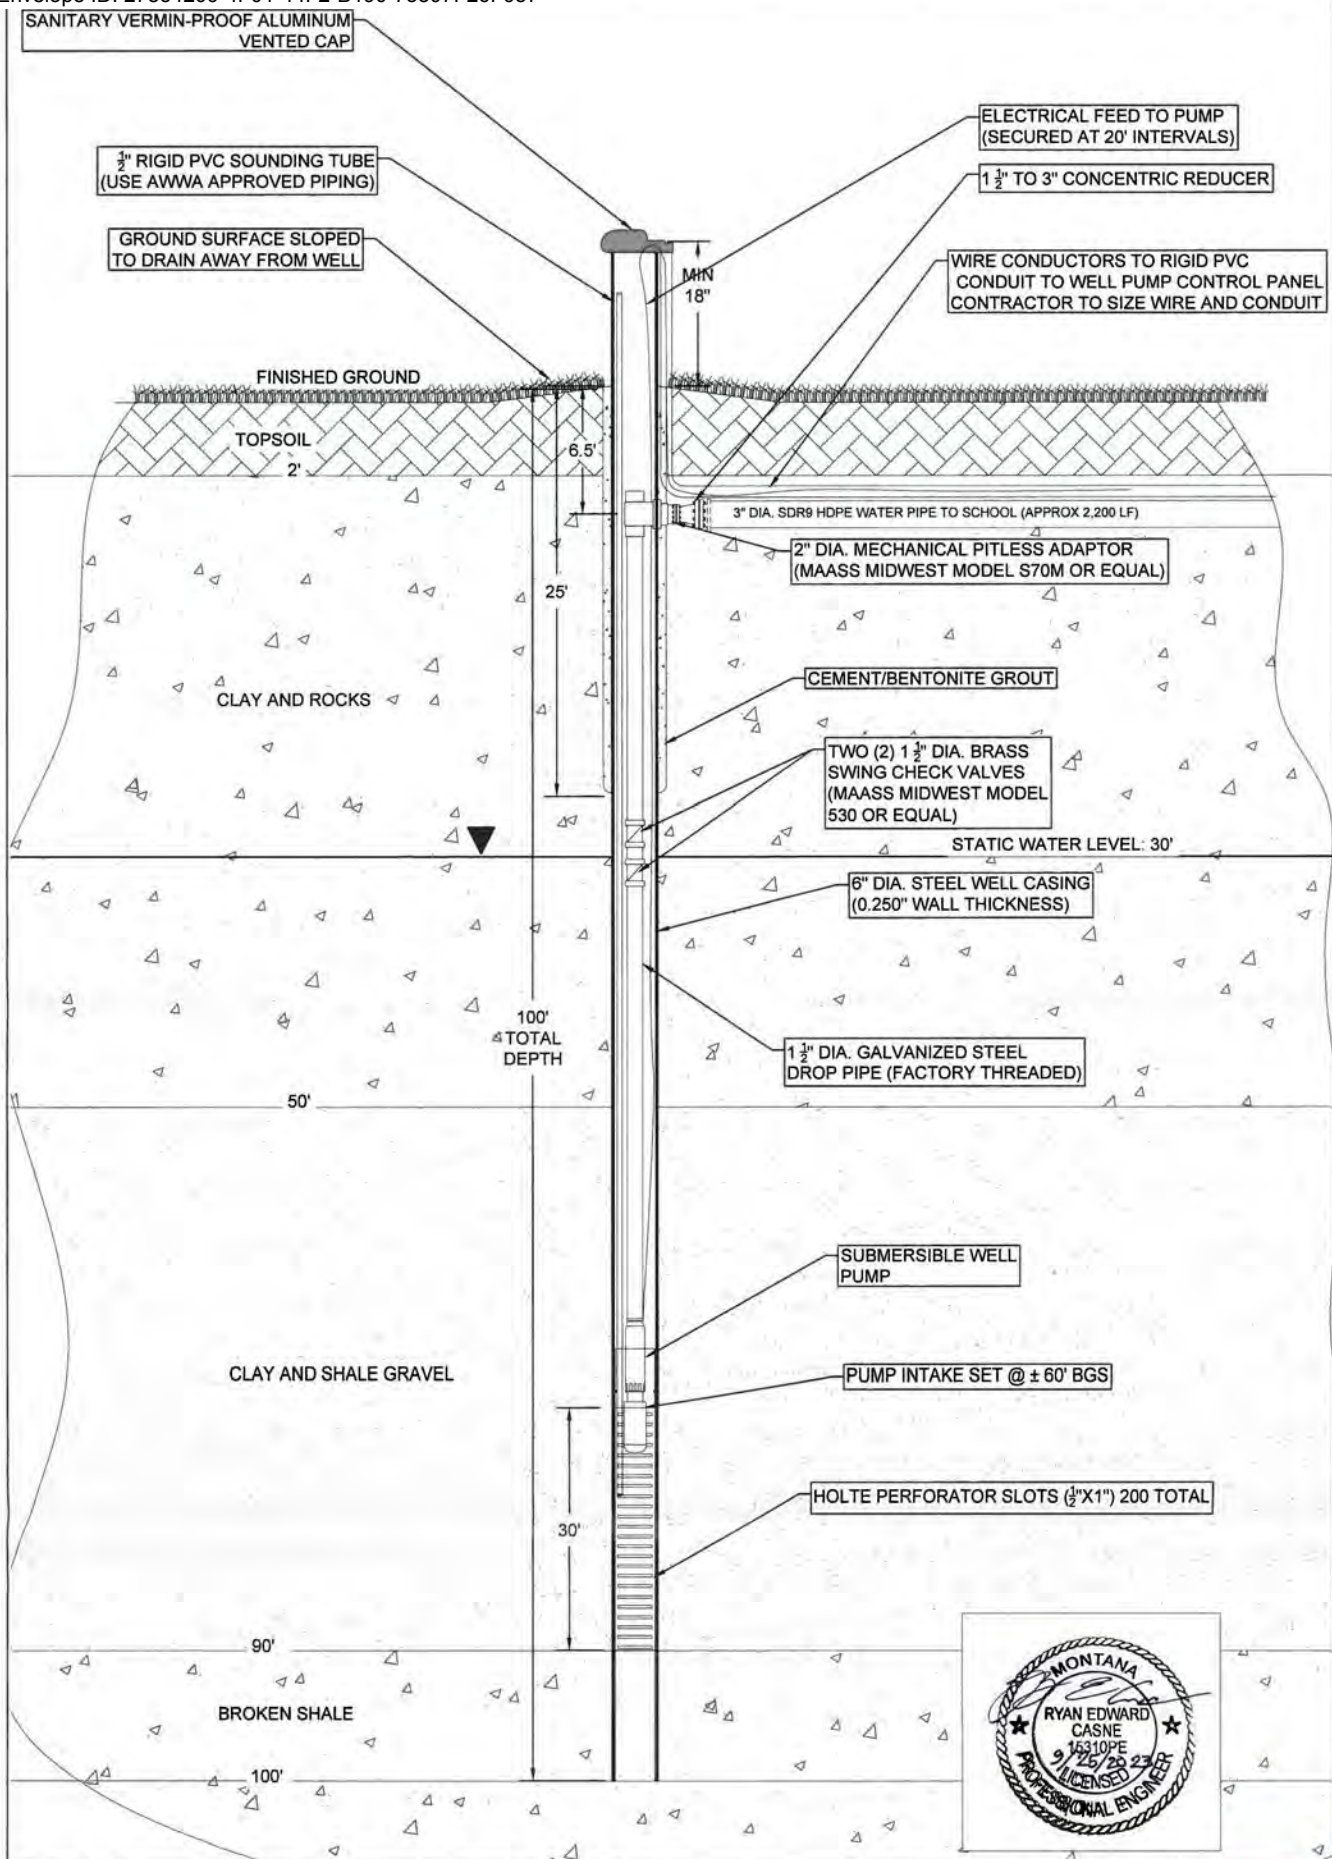 SANITARY VERMIN-PROOF ALUMINUM
VENTED CAP
ELECTRICAL FEED TO PUMP
(SECURED AT 20' INTERVALS)
½" RIGID PVC SOUNDING TUBE
(USE AWWA APPROVED PIPING)
1 ½" TO 3" CONCENTRIC REDUCER
GROUND SURFACE SLOPED
TO DRAIN AWAY FROM WELL
MIN
18"
WIRE CONDUCTORS TO RIGID PVC
CONDUIT TO WELL PUMP CONTROL PANEL
CONTRACTOR TO SIZE WIRE AND CONDUIT
FINISHED GROUND
TOPSOIL
2'
6.5'
3" DIA. SDR9 HDPE WATER PIPE TO SCHOOL (APPROX 2,200 LF)
2" DIA. MECHANICAL PITLESS ADAPTOR
(MAASS MIDWEST MODEL S70M OR EQUAL)
25'
CEMENT/BENTONITE GROUT
CLAY AND ROCKS
TWO (2) 1 ½" DIA. BRASS
SWING CHECK VALVES
(MAASS MIDWEST MODEL
530 OR EQUAL)
STATIC WATER LEVEL: 30'
6" DIA. STEEL WELL CASING
(0.250" WALL THICKNESS)
100'
TOTAL
DEPTH
1 ½" DIA. GALVANIZED STEEL
DROP PIPE (FACTORY THREADED)
50'
SUBMERSIBLE WELL
PUMP
CLAY AND SHALE GRAVEL
PUMP INTAKE SET @ ± 60' BGS
HOLTE PERFORATOR SLOTS (½"X1") 200 TOTAL
30'
90'
BROKEN SHALE
100'
MONTANA
RYAN EDWARD
CASNE
15310PE
9/25/2023
LICENSED
PROFESSIONAL ENGINEER